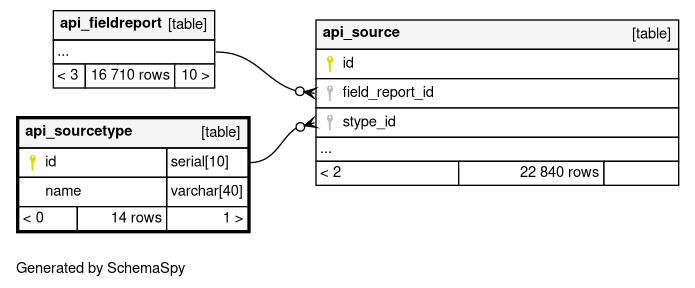 api_fieldreport [table]
...
< 3 16 710 rows 10 >
api_source [table]
id
field_report_id
stype_id
...
< 2 22 840 rows
api_sourcetype [table]
id serial[10]
name varchar[40]
< 0 14 rows 1 >
Generated by SchemaSpy